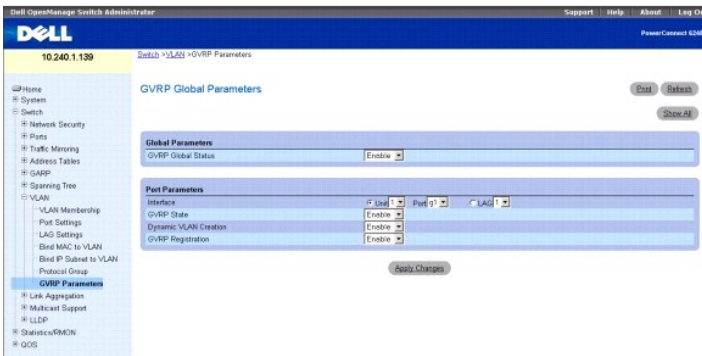 Dell OpenManage Switch Administrator
Support Help About Log O
DELL
PowerConnect 624
10.240.1.139
Switch >VLAN >GVRP Parameters
Home
System
Switch
Network Security
Ports
Traffic Mirroring
Address Tables
GARP
Spanning Tree
VLAN
VLAN Membership
Port Settings
LAG Settings
Bind MAC to VLAN
Bind IP Subnet to VLAN
Protocol Group
GVRP Parameters
Link Aggregation
Multicast Support
LLDP
Statistics/RMON
QOS
GVRP Global Parameters
Print Refresh
Show All
Global Parameters
GVRP Global Status Enable
Port Parameters
Interface Unit 1 Port g1 LAG 1
GVRP State Enable
Dynamic VLAN Creation Enable
GVRP Registration Enable
Apply Changes